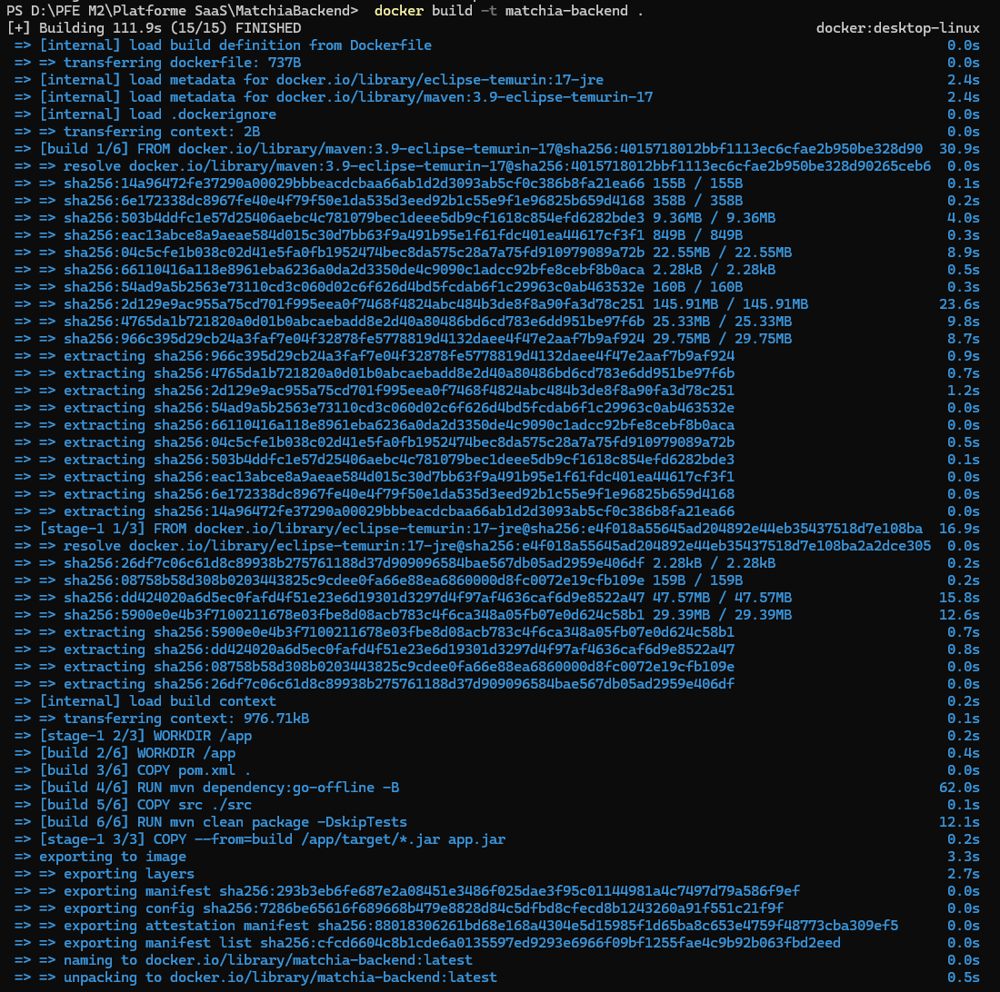 PS D:\PFE M2\Platforme SaaS\MatchiaBackend> docker build -t matchia-backend .
[+] Building 111.9s (15/15) FINISHED docker:desktop-linux
=> [internal] load build definition from Dockerfile 0.0s
=> => transferring dockerfile: 737B 0.0s
=> [internal] load metadata for docker.io/library/eclipse-temurin:17-jre 2.4s
=> [internal] load metadata for docker.io/library/maven:3.9-eclipse-temurin-17 2.4s
=> [internal] load .dockerignore 0.0s
=> => transferring context: 2B 0.0s
=> [build 1/6] FROM docker.io/library/maven:3.9-eclipse-temurin-17@sha256:4015718012bbf1113ec6cfae2b950be328d90 30.9s
=> => resolve docker.io/library/maven:3.9-eclipse-temurin-17@sha256:4015718012bbf1113ec6cfae2b950be328d90265ceb6 0.0s
=> => sha256:14a96472fe37290a00029bbbeacdcbaa66ab1d2d3093ab5cf0c386b8fa21ea66 155B / 155B 0.1s
=> => sha256:6e172338dc8967fe40e4f79f50e1da535d3eed92b1c55e9f1e96825b659d4168 358B / 358B 0.2s
=> => sha256:503b4ddfc1e57d25406aebc4c781079bec1deee5db9cf1618c854efd6282bde3 9.36MB / 9.36MB 4.0s
=> => sha256:eac13abce8a9aeae584d015c30d7bb63f9a491b95e1f61fdc401ea44617cf3f1 849B / 849B 0.3s
=> => sha256:04c5cfe1b038c02d41e5fa0fb1952474bec8da575c28a7a75fd910979089a72b 22.55MB / 22.55MB 8.9s
=> => sha256:66110416a118e8961eba6236a0da2d3350de4c9090c1adcc92bfe8cebf8b0aca 2.28kB / 2.28kB 0.5s
=> => sha256:54ad9a5b2563e73110cd3c060d02c6f626d4bd5fcdab6f1c29963c0ab463532e 160B / 160B 0.3s
=> => sha256:2d129e9ac955a75cd701f995eea0f7468f4824abc484b3de8f8a90fa3d78c251 145.91MB / 145.91MB 23.6s
=> => sha256:4765da1b721820a0d01b0abcaebadd8e2d40a80486bd6cd783e6dd951be97f6b 25.33MB / 25.33MB 9.8s
=> => sha256:966c395d29cb24a3faf7e04f32878fe5778819d4132daee4f47e2aaf7b9af924 29.75MB / 29.75MB 8.7s
=> => extracting sha256:966c395d29cb24a3faf7e04f32878fe5778819d4132daee4f47e2aaf7b9af924 0.9s
=> => extracting sha256:4765da1b721820a0d01b0abcaebadd8e2d40a80486bd6cd783e6dd951be97f6b 0.7s
=> => extracting sha256:2d129e9ac955a75cd701f995eea0f7468f4824abc484b3de8f8a90fa3d78c251 1.2s
=> => extracting sha256:54ad9a5b2563e73110cd3c060d02c6f626d4bd5fcdab6f1c29963c0ab463532e 0.0s
=> => extracting sha256:66110416a118e8961eba6236a0da2d3350de4c9090c1adcc92bfe8cebf8b0aca 0.0s
=> => extracting sha256:04c5cfe1b038c02d41e5fa0fb1952474bec8da575c28a7a75fd910979089a72b 0.5s
=> => extracting sha256:503b4ddfc1e57d25406aebc4c781079bec1deee5db9cf1618c854efd6282bde3 0.1s
=> => extracting sha256:eac13abce8a9aeae584d015c30d7bb63f9a491b95e1f61fdc401ea44617cf3f1 0.0s
=> => extracting sha256:6e172338dc8967fe40e4f79f50e1da535d3eed92b1c55e9f1e96825b659d4168 0.0s
=> => extracting sha256:14a96472fe37290a00029bbbeacdcbaa66ab1d2d3093ab5cf0c386b8fa21ea66 0.0s
=> [stage-1 1/3] FROM docker.io/library/eclipse-temurin:17-jre@sha256:e4f018a55645ad204892e44eb35437518d7e108ba 16.9s
=> => resolve docker.io/library/eclipse-temurin:17-jre@sha256:e4f018a55645ad204892e44eb35437518d7e108ba2a2dce305 0.0s
=> => sha256:26df7c06c61d8c89938b275761188d37d909096584bae567db05ad2959e406df 2.28kB / 2.28kB 0.2s
=> => sha256:08758b58d308b0203443825c9cdee0fa66e88ea6860000d8fc0072e19cfb109e 159B / 159B 0.2s
=> => sha256:dd424020a6d5ec0fafd4f51e23e6d19301d3297d4f97af4636caf6d9e8522a47 47.57MB / 47.57MB 15.8s
=> => sha256:5900e0e4b3f7100211678e03fbe8d08acb783c4f6ca348a05fb07e0d624c58b1 29.39MB / 29.39MB 12.6s
=> => extracting sha256:5900e0e4b3f7100211678e03fbe8d08acb783c4f6ca348a05fb07e0d624c58b1 0.7s
=> => extracting sha256:dd424020a6d5ec0fafd4f51e23e6d19301d3297d4f97af4636caf6d9e8522a47 0.8s
=> => extracting sha256:08758b58d308b0203443825c9cdee0fa66e88ea6860000d8fc0072e19cfb109e 0.0s
=> => extracting sha256:26df7c06c61d8c89938b275761188d37d909096584bae567db05ad2959e406df 0.0s
=> [internal] load build context 0.2s
=> => transferring context: 976.71kB 0.1s
=> [stage-1 2/3] WORKDIR /app 0.2s
=> [build 2/6] WORKDIR /app 0.4s
=> [build 3/6] COPY pom.xml . 0.0s
=> [build 4/6] RUN mvn dependency:go-offline -B 62.0s
=> [build 5/6] COPY src ./src 0.1s
=> [build 6/6] RUN mvn clean package -DskipTests 12.1s
=> [stage-1 3/3] COPY --from=build /app/target/*.jar app.jar 0.2s
=> exporting to image 3.3s
=> => exporting layers 2.7s
=> => exporting manifest sha256:293b3eb6fe687e2a08451e3486f025dae3f95c01144981a4c7497d79a586f9ef 0.0s
=> => exporting config sha256:7286be65616f689668b479e8828d84c5dfbd8cfecd8b1243260a91f551c21f9f 0.0s
=> => exporting attestation manifest sha256:88018306261bd68e168a4304e5d15985f1d65ba8c653e4759f48773cba309ef5 0.0s
=> => exporting manifest list sha256:cfcd6604c8b1cde6a0135597ed9293e6966f09bf1255fae4c9b92b063fbd2eed 0.0s
=> => naming to docker.io/library/matchia-backend:latest 0.0s
=> => unpacking to docker.io/library/matchia-backend:latest 0.5s